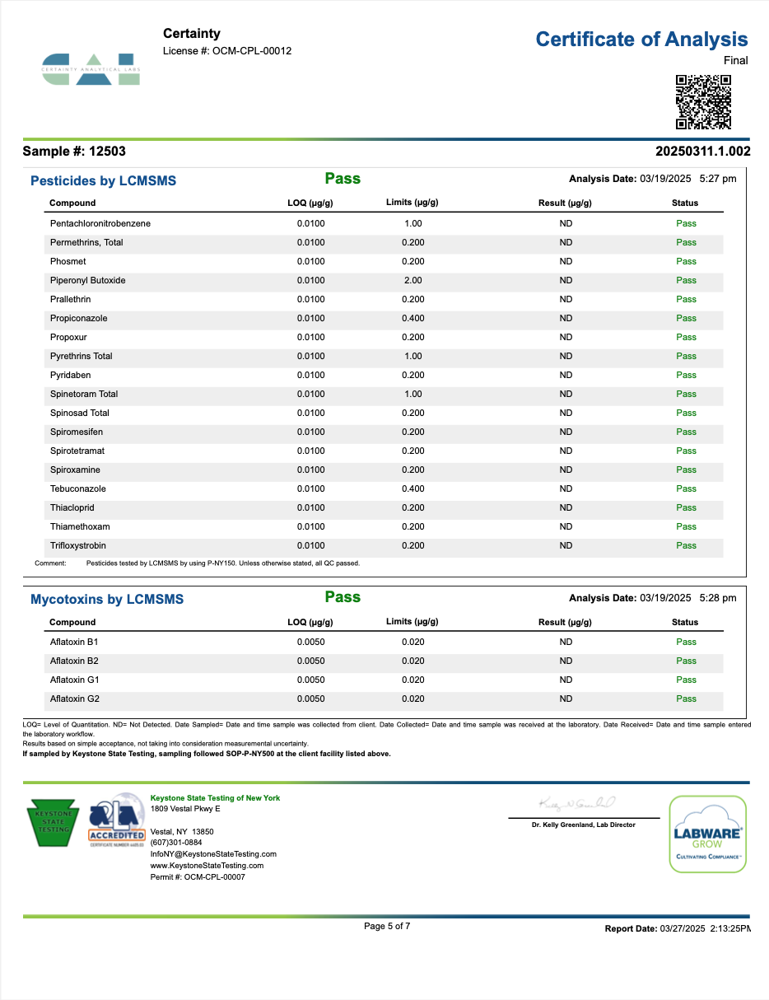 Certainty
License #: OCM-CPL-00012
Certificate of Analysis
Final
CERTAINTY ANALYTICAL LABS
Sample #: 12503 20250311.1.002
Pesticides by LCMSMS Pass Analysis Date: 03/19/2025 5:27 pm
Compound LOQ (µg/g) Limits (µg/g) Result (µg/g) Status
Pentachloronitrobenzene 0.0100 1.00 ND Pass
Permethrins, Total 0.0100 0.200 ND Pass
Phosmet 0.0100 0.200 ND Pass
Piperonyl Butoxide 0.0100 2.00 ND Pass
Prallethrin 0.0100 0.200 ND Pass
Propiconazole 0.0100 0.400 ND Pass
Propoxur 0.0100 0.200 ND Pass
Pyrethrins Total 0.0100 1.00 ND Pass
Pyridaben 0.0100 0.200 ND Pass
Spinetoram Total 0.0100 1.00 ND Pass
Spinosad Total 0.0100 0.200 ND Pass
Spiromesifen 0.0100 0.200 ND Pass
Spirotetramat 0.0100 0.200 ND Pass
Spiroxamine 0.0100 0.200 ND Pass
Tebuconazole 0.0100 0.400 ND Pass
Thiacloprid 0.0100 0.200 ND Pass
Thiamethoxam 0.0100 0.200 ND Pass
Trifloxystrobin 0.0100 0.200 ND Pass
Comment: Pesticides tested by LCMSMS by using P-NY150. Unless otherwise stated, all QC passed.
Mycotoxins by LCMSMS Pass Analysis Date: 03/19/2025 5:28 pm
Compound LOQ (µg/g) Limits (µg/g) Result (µg/g) Status
Aflatoxin B1 0.0050 0.020 ND Pass
Aflatoxin B2 0.0050 0.020 ND Pass
Aflatoxin G1 0.0050 0.020 ND Pass
Aflatoxin G2 0.0050 0.020 ND Pass
LOQ= Level of Quantitation. ND= Not Detected. Date Sampled= Date and time sample was collected from client. Date Collected= Date and time sample was received at the laboratory. Date Received= Date and time sample entered
the laboratory workflow.
Results based on simple acceptance, not taking into consideration measuremental uncertainty.
If sampled by Keystone State Testing, sampling followed SOP-P-NY500 at the client facility listed above.
KEYSTONE
STATE
TESTING
a2la
ACCREDITED
CERTIFICATE NUMBER
Keystone State Testing of New York
1809 Vestal Pkwy E
Vestal, NY 13850
(607)301-0884
InfoNY@KeystoneStateTesting.com
www.KeystoneStateTesting.com
Permit #: OCM-CPL-00007
Dr. Kelly Greenland, Lab Director
LABWARE
GROW
CULTIVATING COMPLIANCE™
Page 5 of 7
Report Date: 03/27/2025 2:13:25PM